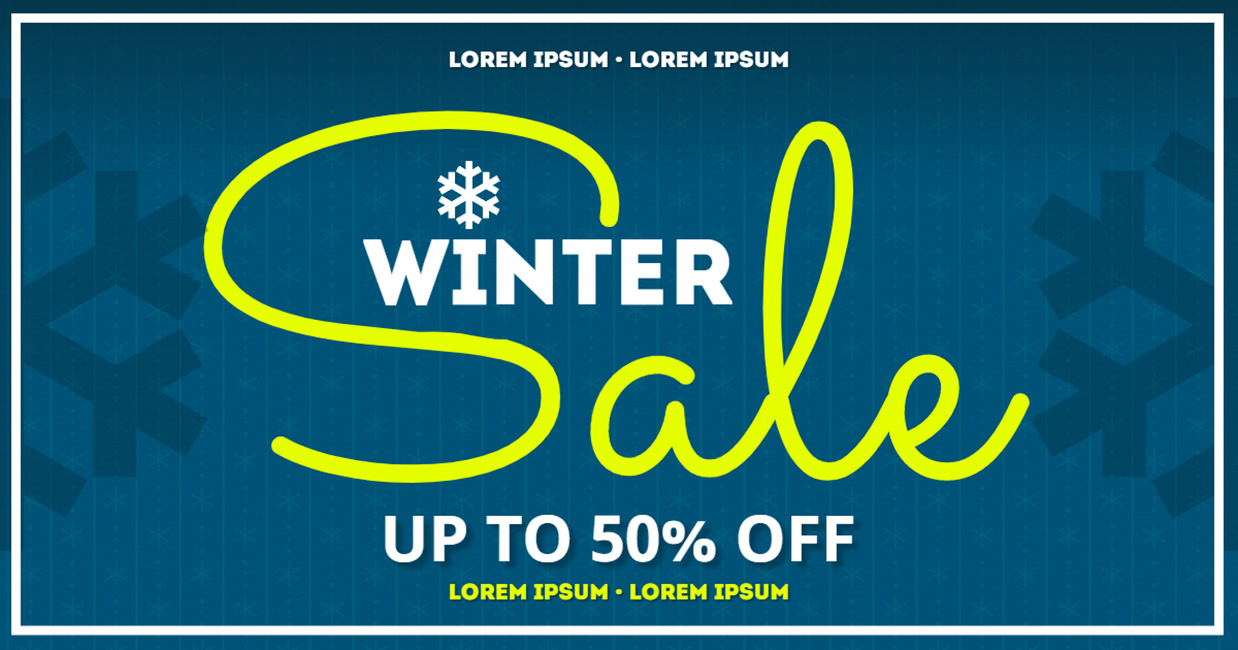 LOREM IPSUM • LOREM IPSUM
WINTER
Sale
UP TO 50% OFF
LOREM IPSUM • LOREM IPSUM